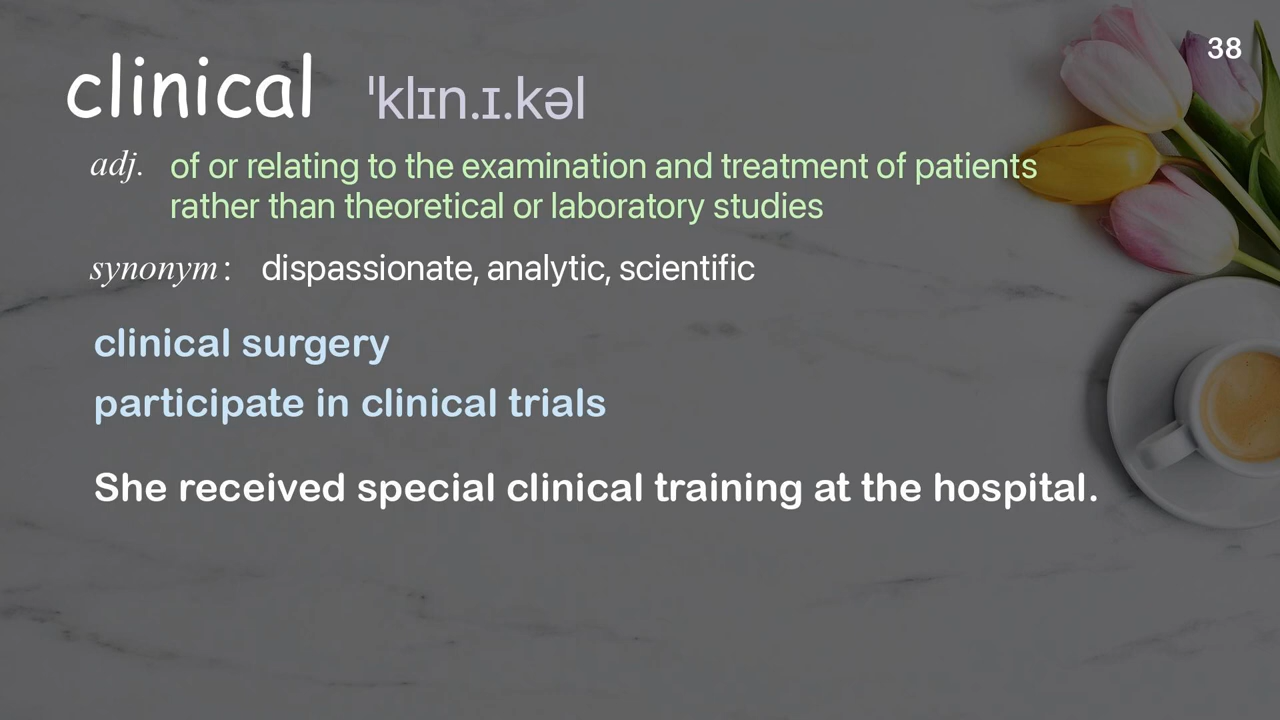 38
clinical ˈklɪn.ɪ.kəl
adj. of or relating to the examination and treatment of patients
rather than theoretical or laboratory studies
synonym: dispassionate, analytic, scientific
clinical surgery
participate in clinical trials
She received special clinical training at the hospital.